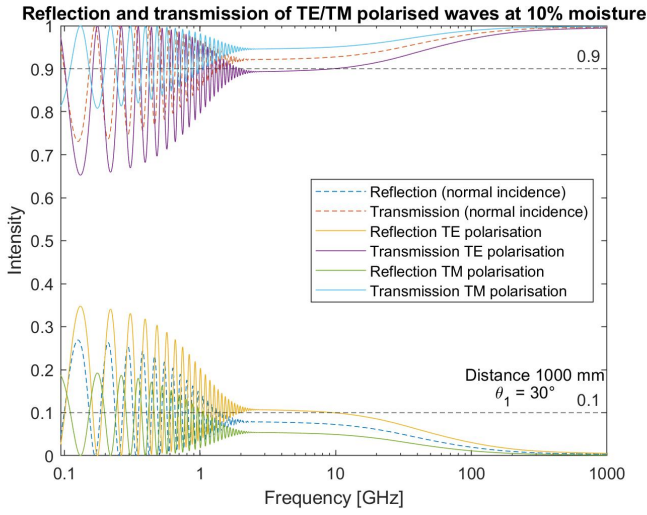 Reflection and transmission of TE/TM polarised waves at 10% moisture
1
0.9
0.8
0.7
0.6
0.5
0.4
0.3
0.2
0.1
0
Intensity
0.9
Reflection (normal incidence)
Transmission (normal incidence)
Reflection TE polarisation
Transmission TE polarisation
Reflection TM polarisation
Transmission TM polarisation
Distance 1000 mm
θ1 = 30°
0.1
0.1 1 10 100 1000
Frequency [GHz]